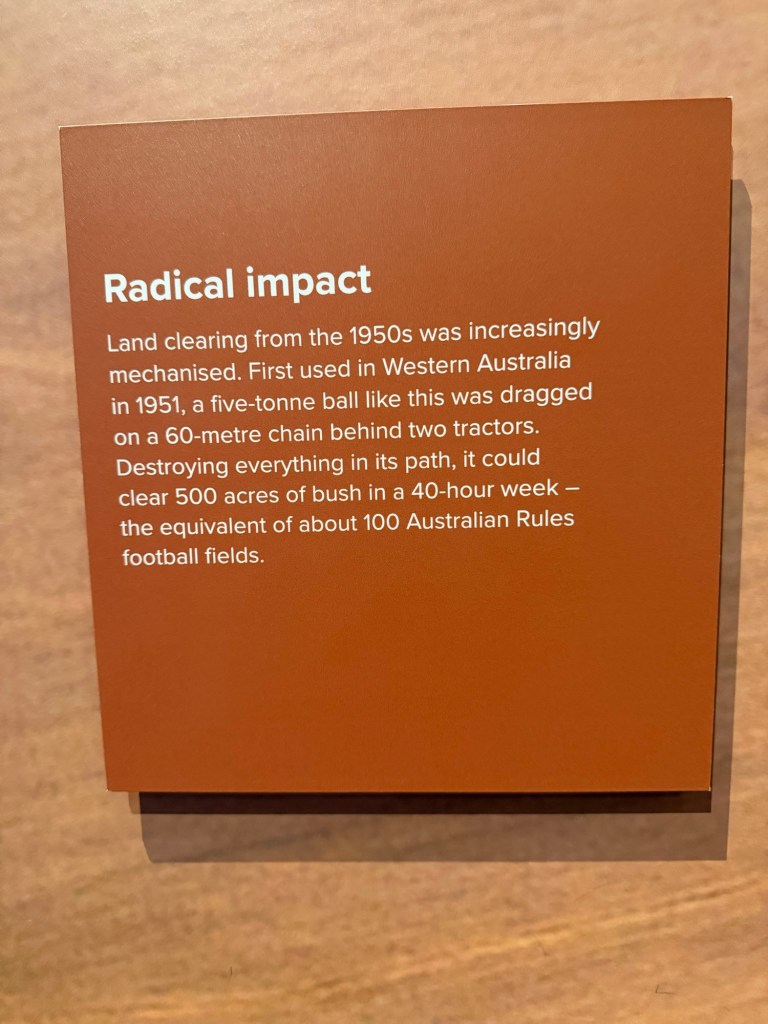 Radical impact
Land clearing from the 1950s was increasingly
mechanised. First used in Western Australia
in 1951, a five-tonne ball like this was dragged
on a 60-metre chain behind two tractors.
Destroying everything in its path, it could
clear 500 acres of bush in a 40-hour week –
the equivalent of about 100 Australian Rules
football fields.